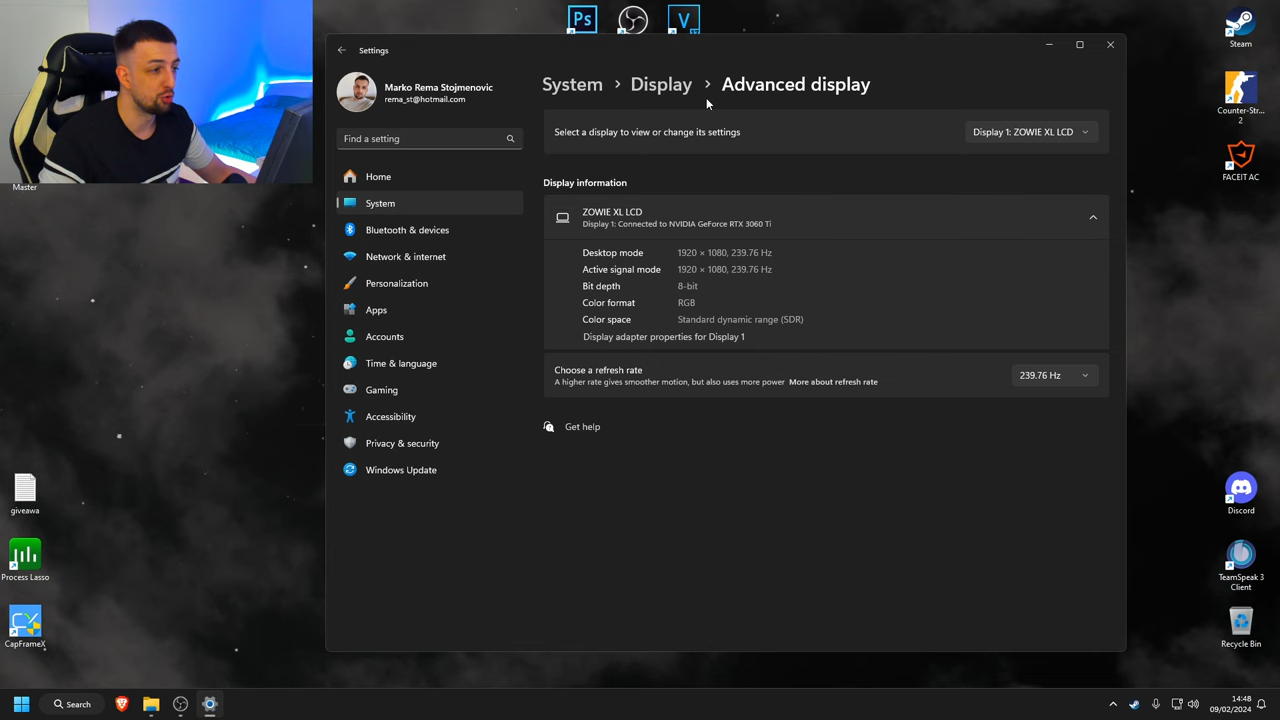 Ps
V
Settings
Marko Rema Stojmenovic
rema_st@hotmail.com
Find a setting
Home
System
Bluetooth & devices
Network & internet
Personalization
Apps
Accounts
Time & language
Gaming
Accessibility
Privacy & security
Windows Update
System > Display > Advanced display
Select a display to view or change its settings
Display 1: ZOWIE XL LCD
Display information
ZOWIE XL LCD
Display 1: Connected to NVIDIA GeForce RTX 3060 Ti
Desktop mode 1920 × 1080, 239.76 Hz
Active signal mode 1920 × 1080, 239.76 Hz
Bit depth 8-bit
Color format RGB
Color space Standard dynamic range (SDR)
Display adapter properties for Display 1
Choose a refresh rate
A higher rate gives smoother motion, but also uses more power More about refresh rate
239.76 Hz
Get help
Master
giveawa
Process Lasso
CX
CapFrameX
Steam
Counter-Str...
2
FACEIT AC
Discord
TeamSpeak 3
Client
Recycle Bin
Search
14:48
09/02/2024